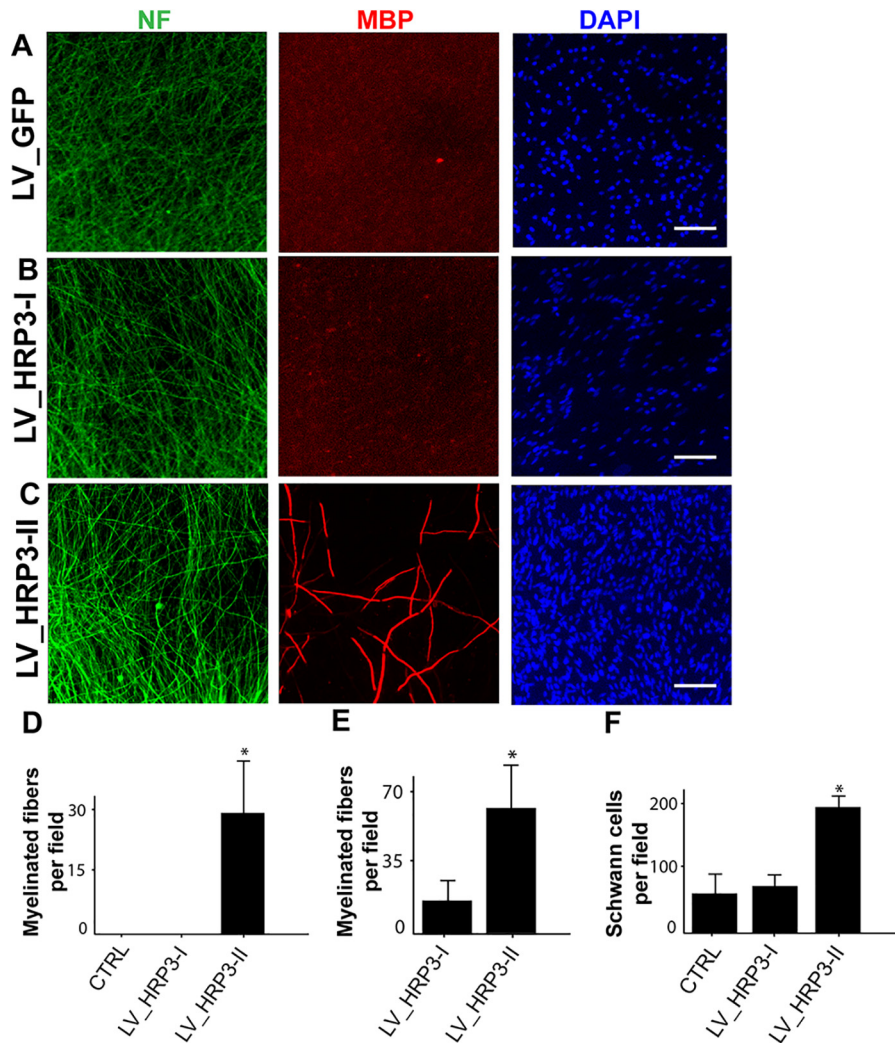 NF MBP DAPI
A
LV_GFP
B
LV_HRP3-I
C
LV_HRP3-II
D
Myelinated fibers
per field
30
15
0
*
CTRL
LV_HRP3-I
LV_HRP3-II
E
Myelinated fibers
per field
70
35
0
*
LV_HRP3-I
LV_HRP3-II
F
Schwann cells
per field
200
100
0
*
CTRL
LV_HRP3-I
LV_HRP3-II